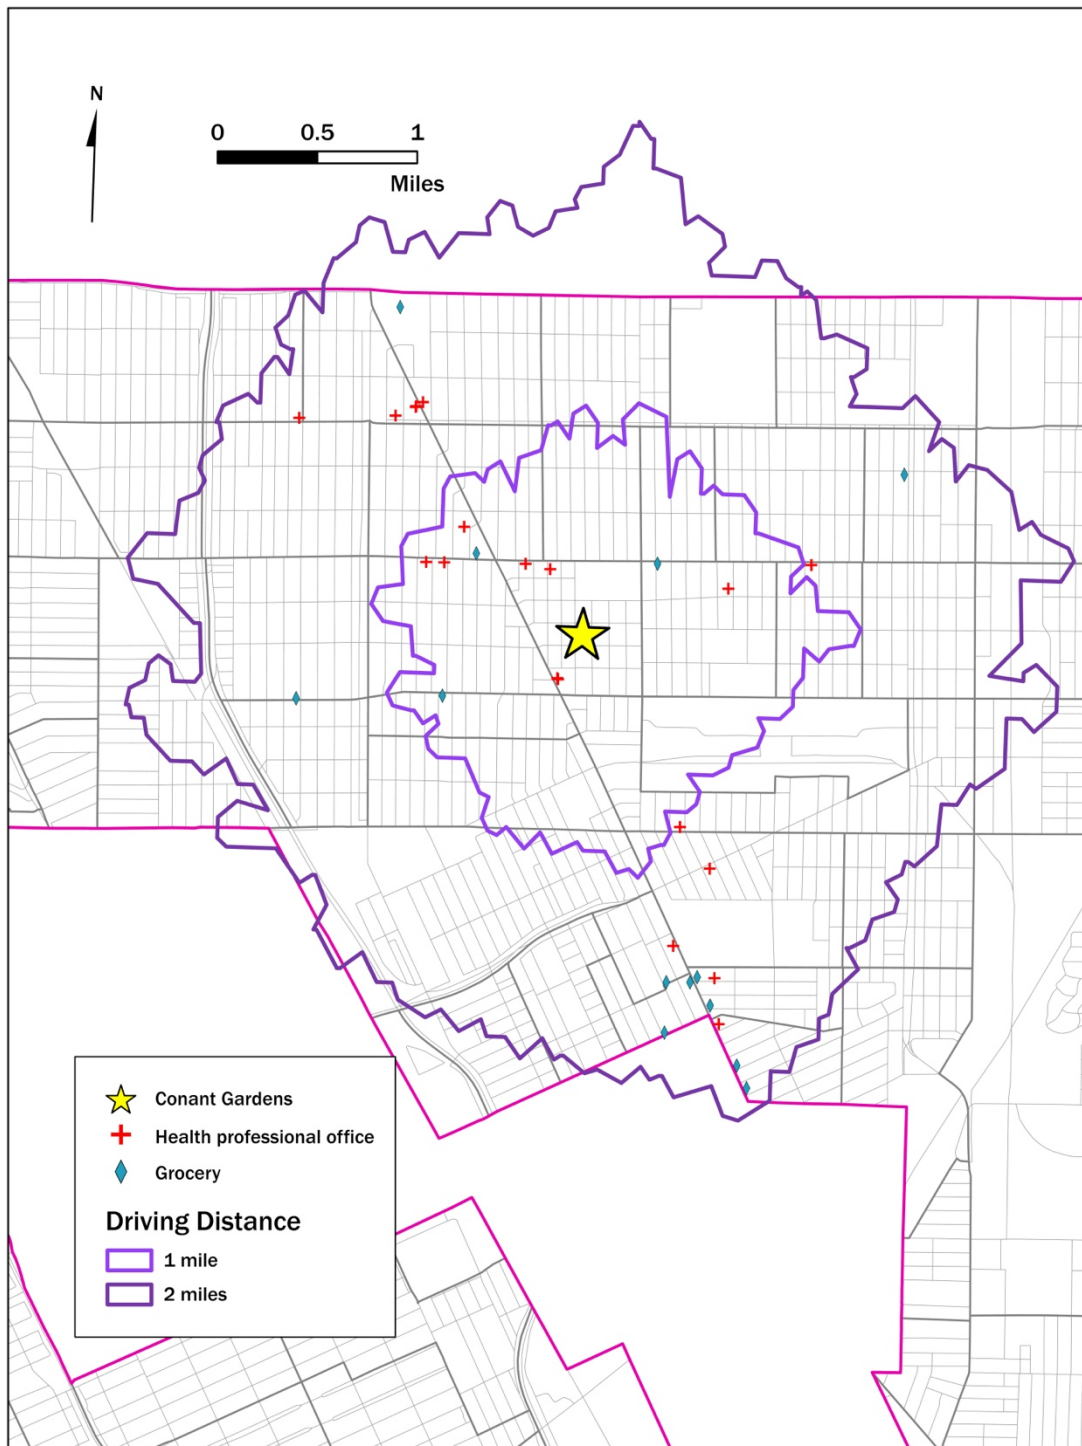 N
0 0.5 1
Miles
Conant Gardens
Health professional office
Grocery
Driving Distance
1 mile
2 miles